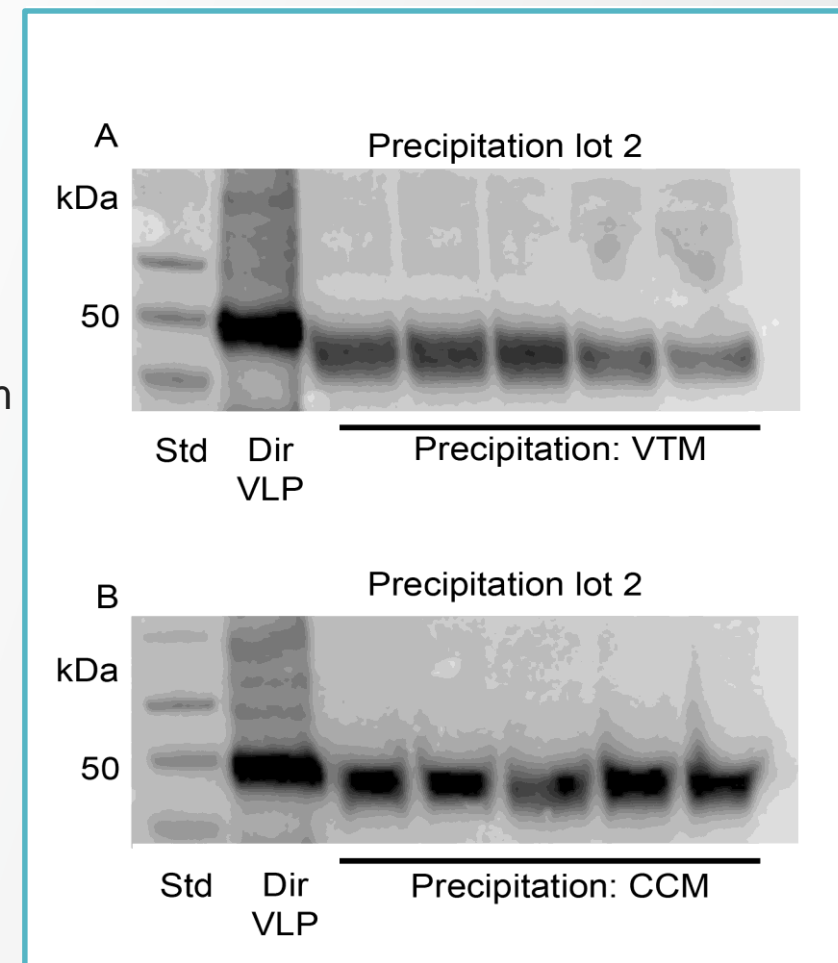 A
Precipitation lot 2
kDa
50
n
Std Dir VLP
Precipitation: VTM
B
Precipitation lot 2
kDa
50
Std Dir VLP
Precipitation: CCM